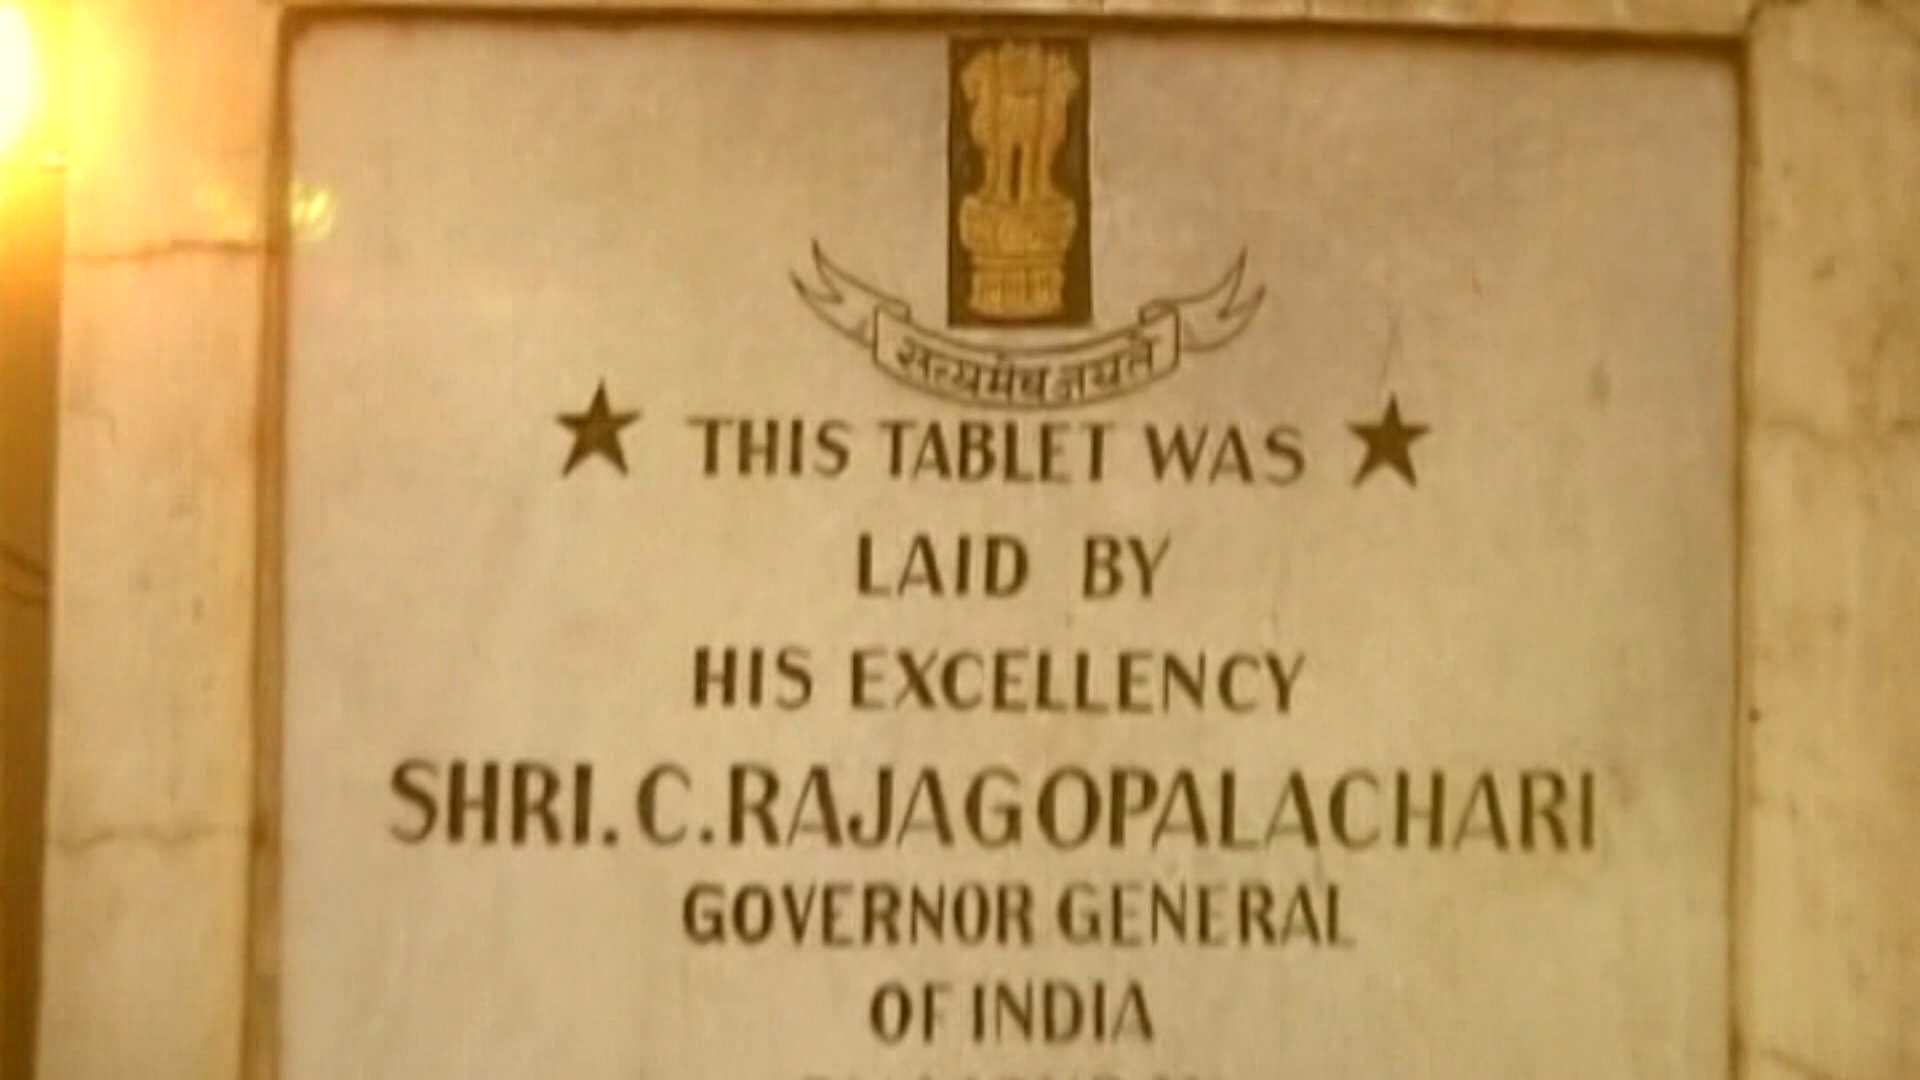 सत्यमेव जयते
THIS TABLET WAS
LAID BY
HIS EXCELLENCY
SHRI. C. RAJAGOPALACHARI
GOVERNOR GENERAL
OF INDIA